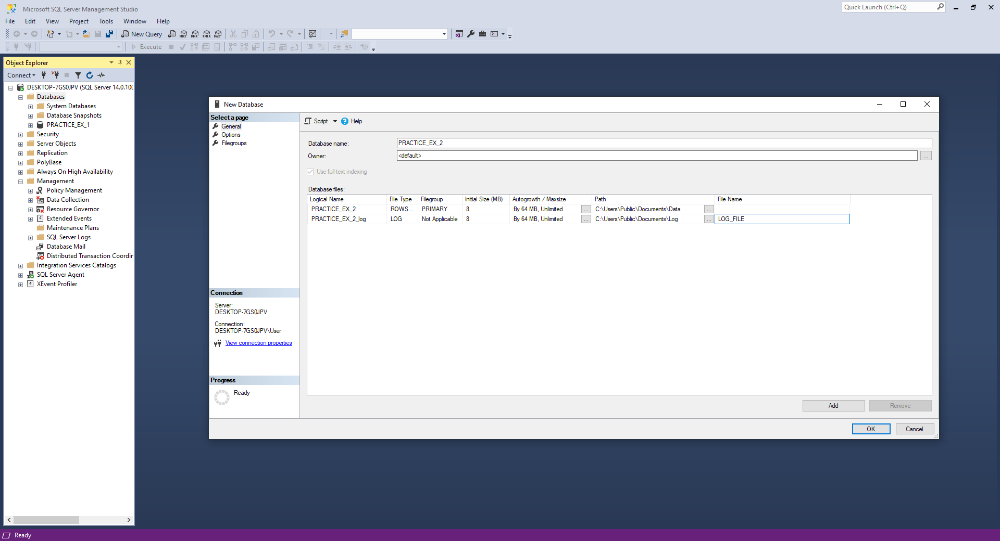 Microsoft SQL Server Management Studio
Quick Launch (Ctrl+Q)
File Edit View Project Tools Window Help
New Query MDX DMX XMLA DAX
Execute
Object Explorer
Connect
DESKTOP-7GS0JPV (SQL Server 14.0.100
Databases
System Databases
Database Snapshots
PRACTICE_EX_1
Security
Server Objects
Replication
PolyBase
Always On High Availability
Management
Policy Management
Data Collection
Resource Governor
Extended Events
Maintenance Plans
SQL Server Logs
Database Mail
Distributed Transaction Coordin
Integration Services Catalogs
SQL Server Agent
XEvent Profiler
New Database
Select a page
General
Options
Filegroups
Connection
Server:
DESKTOP-7GS0JPV
Connection:
DESKTOP-7GS0JPV\User
View connection properties
Progress
Ready
Script Help
Database name: PRACTICE_EX_2
Owner: <default> ...
Use full-text indexing
Database files:
Logical Name File Type Filegroup Initial Size (MB) Autogrowth / Maxsize Path File Name
PRACTICE_EX_2 ROWS... PRIMARY 8 By 64 MB, Unlimited ... C:\Users\Public\Documents\Data ...
PRACTICE_EX_2_log LOG Not Applicable 8 By 64 MB, Unlimited ... C:\Users\Public\Documents\Log ... LOG_FILE
Add Remove
OK Cancel
Ready